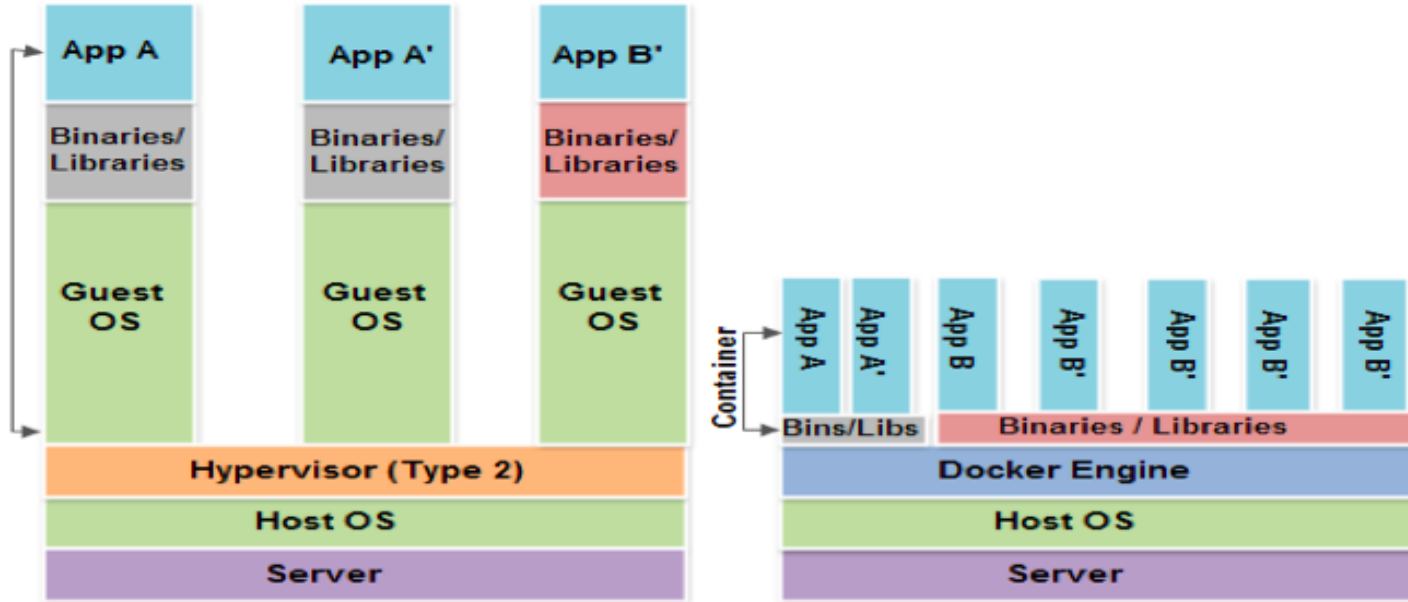 App A
App A'
App B'
Binaries/
Libraries
Binaries/
Libraries
Binaries/
Libraries
Guest
OS
Guest
OS
Guest
OS
Hypervisor (Type 2)
Host OS
Server
Container
App A
App A'
App B
App B'
App B'
App B'
App B'
Bins/Libs
Binaries / Libraries
Docker Engine
Host OS
Server